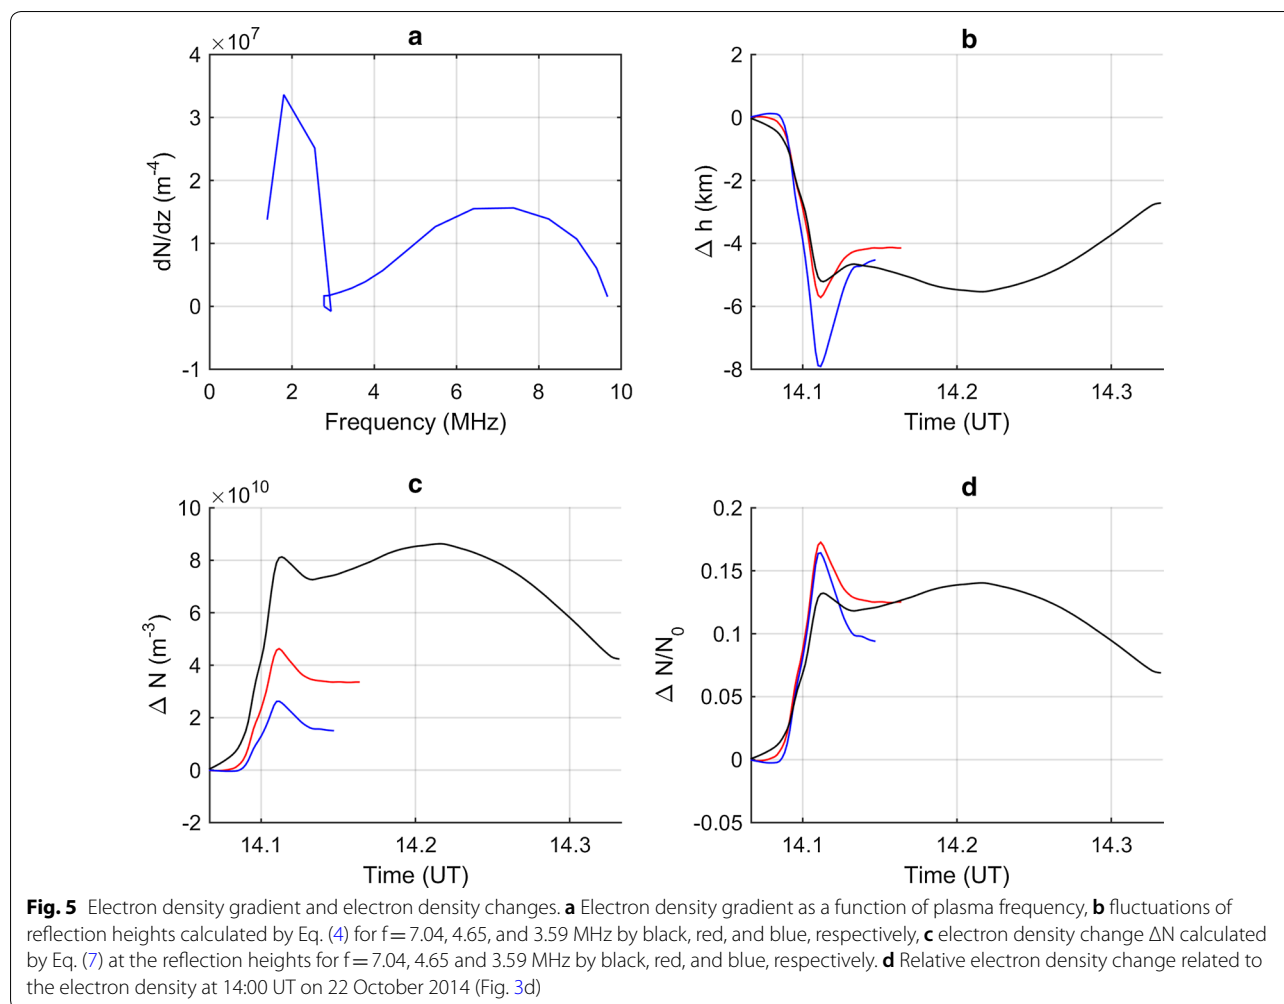 a
×10⁷
4
3
2
1
0
-1
dN/dz (m⁻⁴)
0 2 4 6 8 10
Frequency (MHz)
b
2
0
-2
-4
-6
-8
Δ h (km)
14.1 14.2 14.3
Time (UT)
c
×10¹⁰
10
8
6
4
2
0
-2
Δ N (m⁻³)
14.1 14.2 14.3
Time (UT)
d
0.2
0.15
0.1
0.05
0
-0.05
Δ N/N₀
14.1 14.2 14.3
Time (UT)
Fig. 5 Electron density gradient and electron density changes. a Electron density gradient as a function of plasma frequency, b fluctuations of
reflection heights calculated by Eq. (4) for f = 7.04, 4.65, and 3.59 MHz by black, red, and blue, respectively, c electron density change ΔN calculated
by Eq. (7) at the reflection heights for f = 7.04, 4.65 and 3.59 MHz by black, red, and blue, respectively. d Relative electron density change related to
the electron density at 14:00 UT on 22 October 2014 (Fig. 3d)